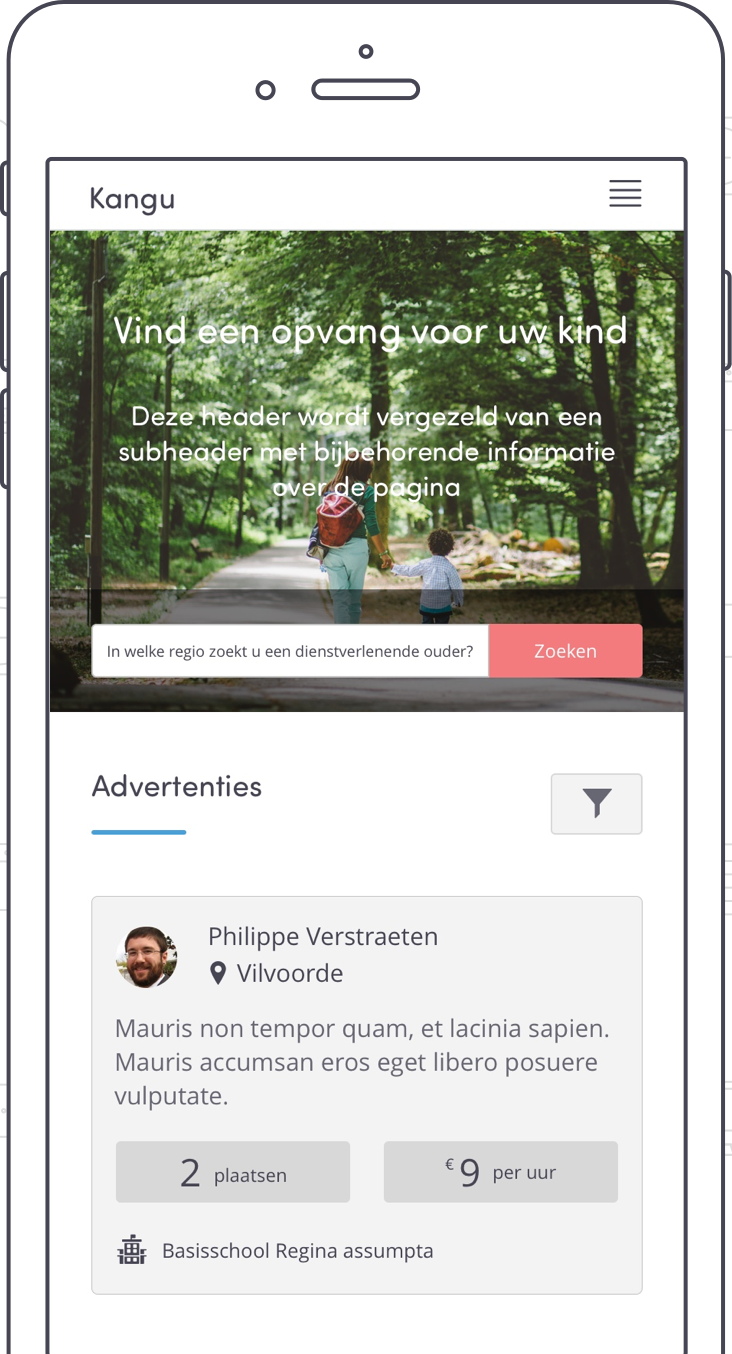 Kangu
Vind een opvang voor uw kind
Deze header wordt vergezeld van een
subheader met bijbehorende informatie
over de pagina
In welke regio zoekt u een dienstverlenende ouder?
Zoeken
Advertenties
Philippe Verstraeten
Vilvoorde
Mauris non tempor quam, et lacinia sapien.
Mauris accumsan eros eget libero posuere
vulputate.
2 plaatsen
€ 9 per uur
Basisschool Regina assumpta